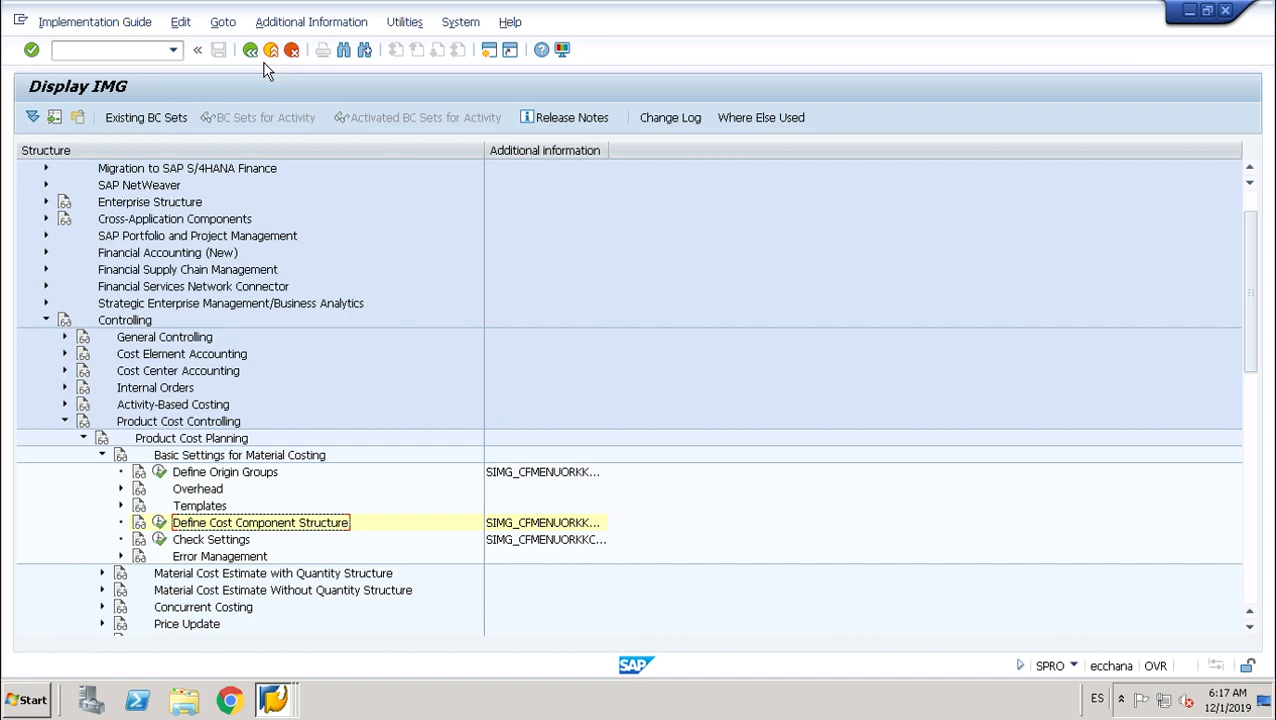 Implementation Guide Edit Goto Additional Information Utilities System Help
Display IMG
Existing BC Sets BC Sets for Activity Activated BC Sets for Activity Release Notes Change Log Where Else Used
Structure Additional information
Migration to SAP S/4HANA Finance
SAP NetWeaver
Enterprise Structure
Cross-Application Components
SAP Portfolio and Project Management
Financial Accounting (New)
Financial Supply Chain Management
Financial Services Network Connector
Strategic Enterprise Management/Business Analytics
Controlling
General Controlling
Cost Element Accounting
Cost Center Accounting
Internal Orders
Activity-Based Costing
Product Cost Controlling
Product Cost Planning
Basic Settings for Material Costing
Define Origin Groups SIMG_CFMENUORKK...
Overhead
Templates
Define Cost Component Structure SIMG_CFMENUORKK...
Check Settings SIMG_CFMENUORKKC...
Error Management
Material Cost Estimate with Quantity Structure
Material Cost Estimate Without Quantity Structure
Concurrent Costing
Price Update
SAP SPRO ecchana OVR
Start ES 6:17 AM
12/1/2019